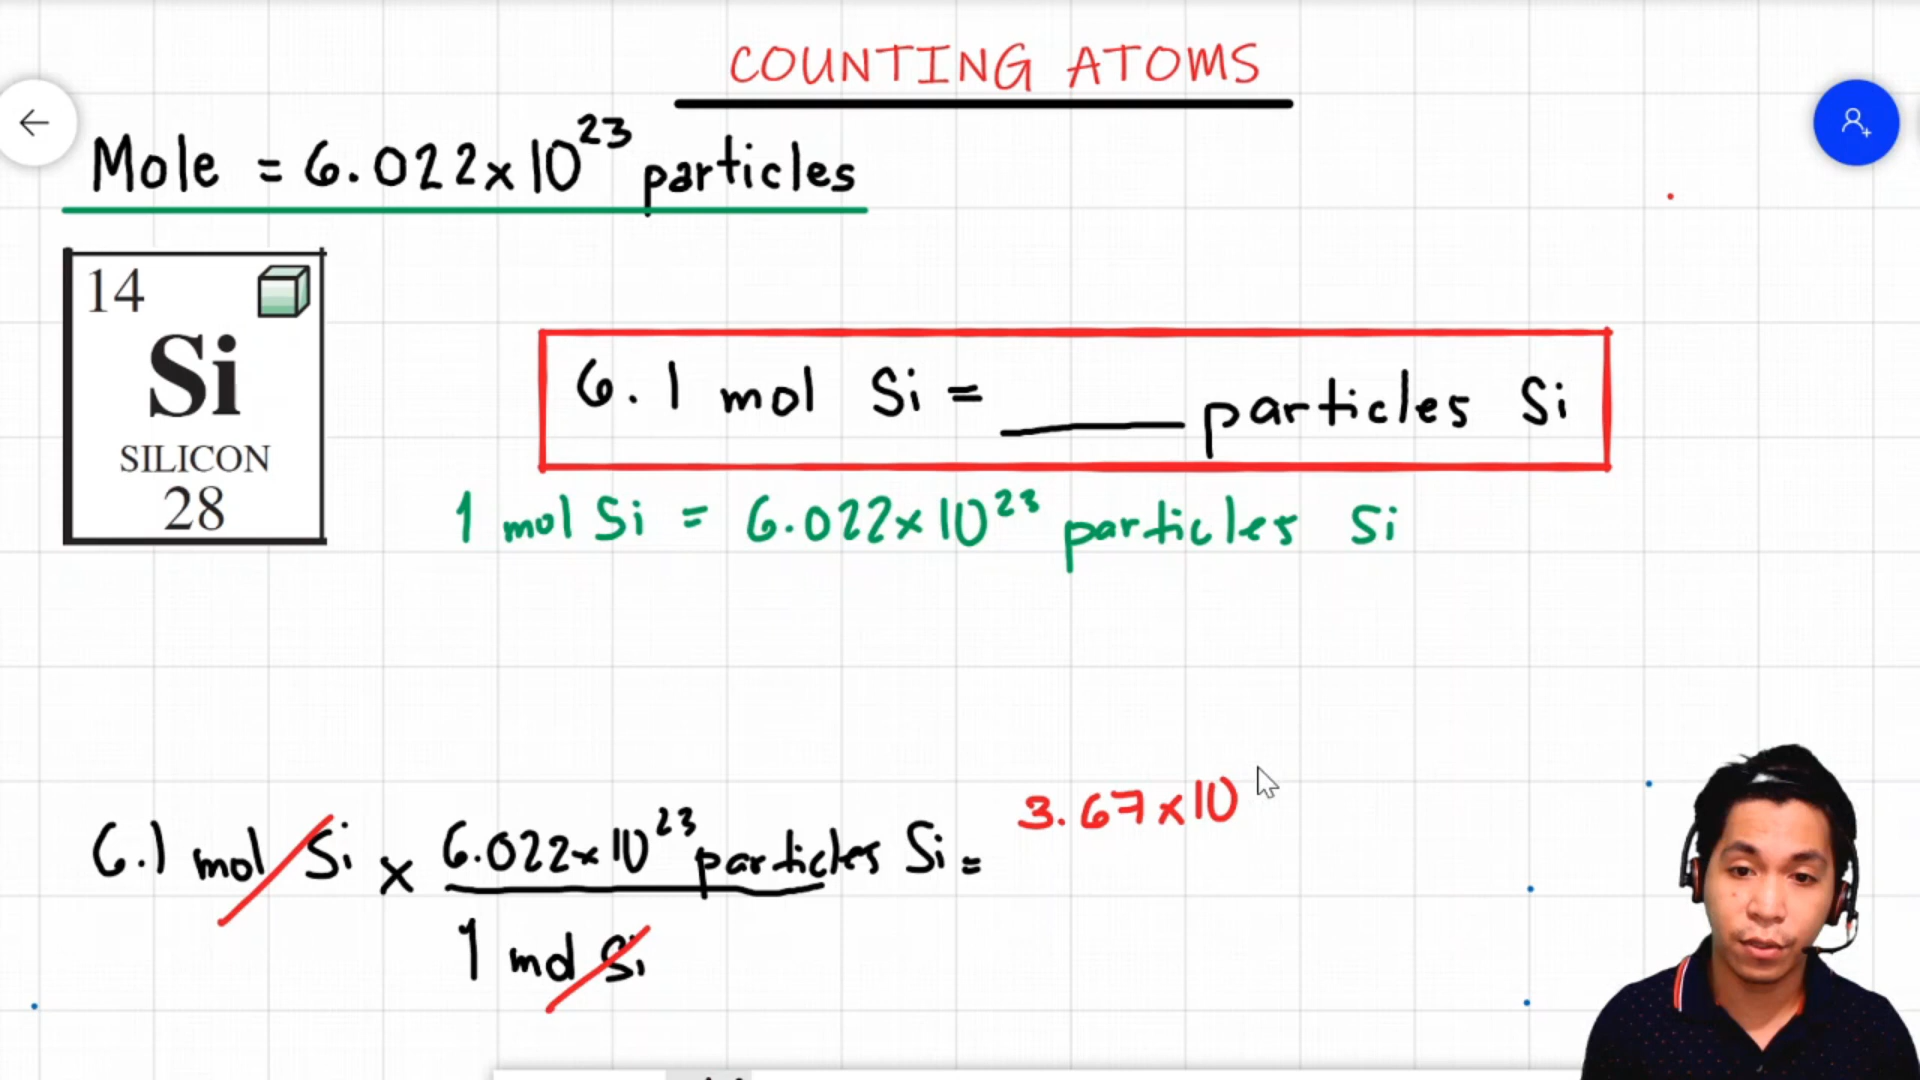 COUNTING ATOMS
Mole = 6.022x10²³ particles
14
Si
SILICON
28
6.1 mol Si = ____ particles Si
1 mol Si = 6.022x10²³ particles Si
3.67x10
6.1 mol Si x 6.022x10²³ particles Si =
1 mol Si